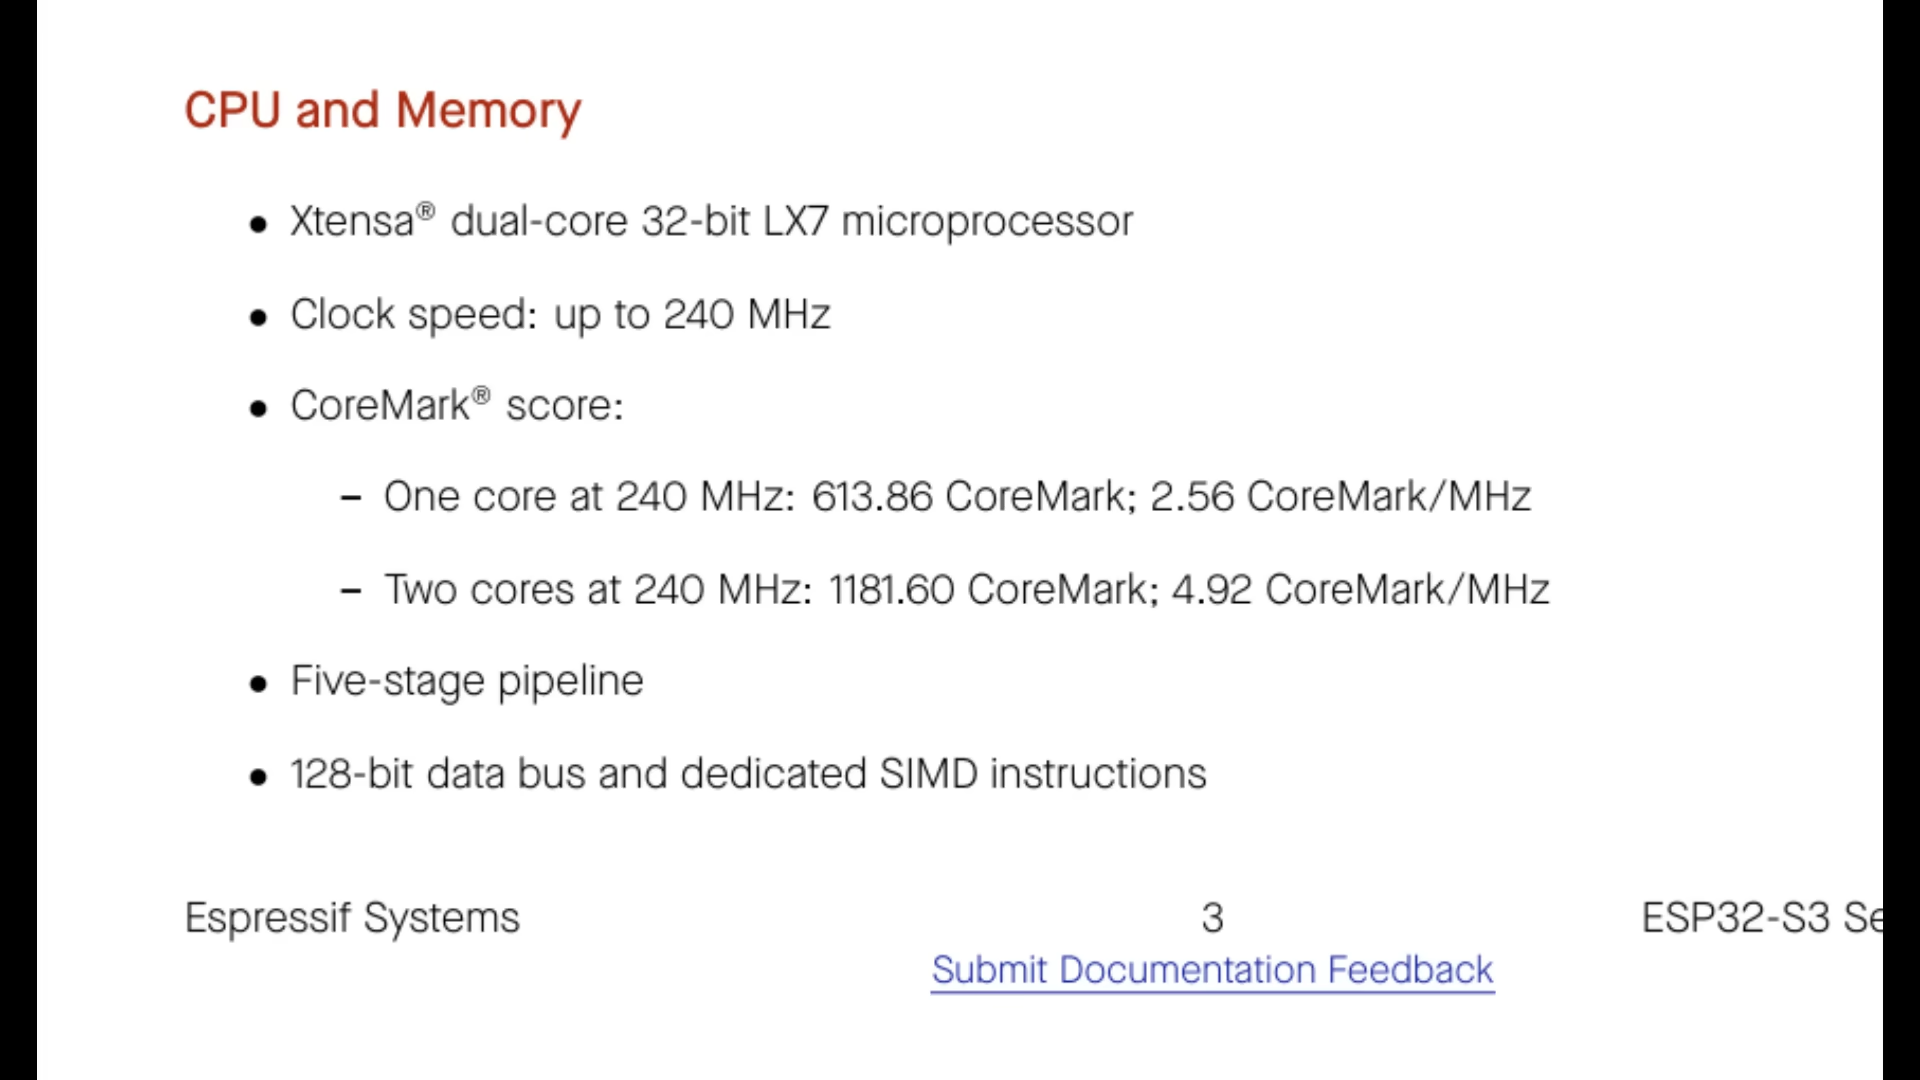 CPU and Memory
• Xtensa® dual-core 32-bit LX7 microprocessor
• Clock speed: up to 240 MHz
• CoreMark® score:
– One core at 240 MHz: 613.86 CoreMark; 2.56 CoreMark/MHz
– Two cores at 240 MHz: 1181.60 CoreMark; 4.92 CoreMark/MHz
• Five-stage pipeline
• 128-bit data bus and dedicated SIMD instructions
Espressif Systems 3 ESP32-S3
Submit Documentation Feedback